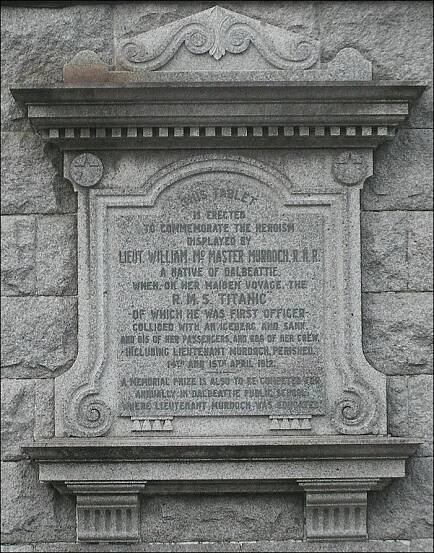 THIS TABLET
IS ERECTED
TO COMMEMORATE THE HEROISM
DISPLAYED BY
LIEUT. WILLIAM Mc MASTER MURDOCH, R.N.R.
A NATIVE OF DALBEATTIE.
WHEN, ON HER MAIDEN VOYAGE, THE
R.M.S. TITANIC
OF WHICH HE WAS FIRST OFFICER
COLLIDED WITH AN ICEBERG AND SANK,
AND OF HER PASSENGERS, AND OF HER CREW,
INCLUDING LIEUTENANT MURDOCH, PERISHED.
14TH AND 15TH APRIL 1912.
A MEMORIAL PRIZE IS ALSO TO BE COMPETED FOR
ANNUALLY IN DALBEATTIE PUBLIC SCHOOL,
WHERE LIEUTENANT MURDOCH WAS EDUCATED